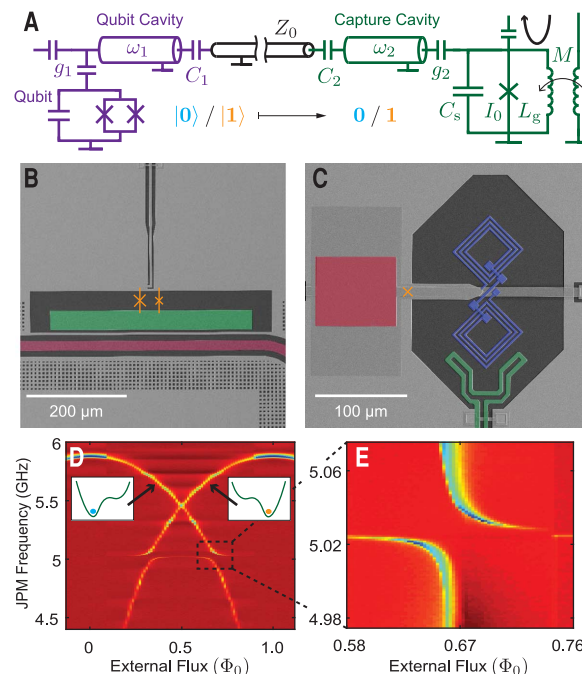 A Qubit Cavity Z₀ Capture Cavity
ω₁ ω₂ M
g₁ C₁ C₂ g₂
Qubit
|0⟩ / |1⟩ 0 / 1 Cₛ I₀ L_g
B C
200 μm 100 μm
D E
JPM Frequency (GHz)
6 5.5 5 4.5
5.06 5.02 4.98
0 0.5 1.0 0.58 0.67 0.76
External Flux (Φ₀) External Flux (Φ₀)